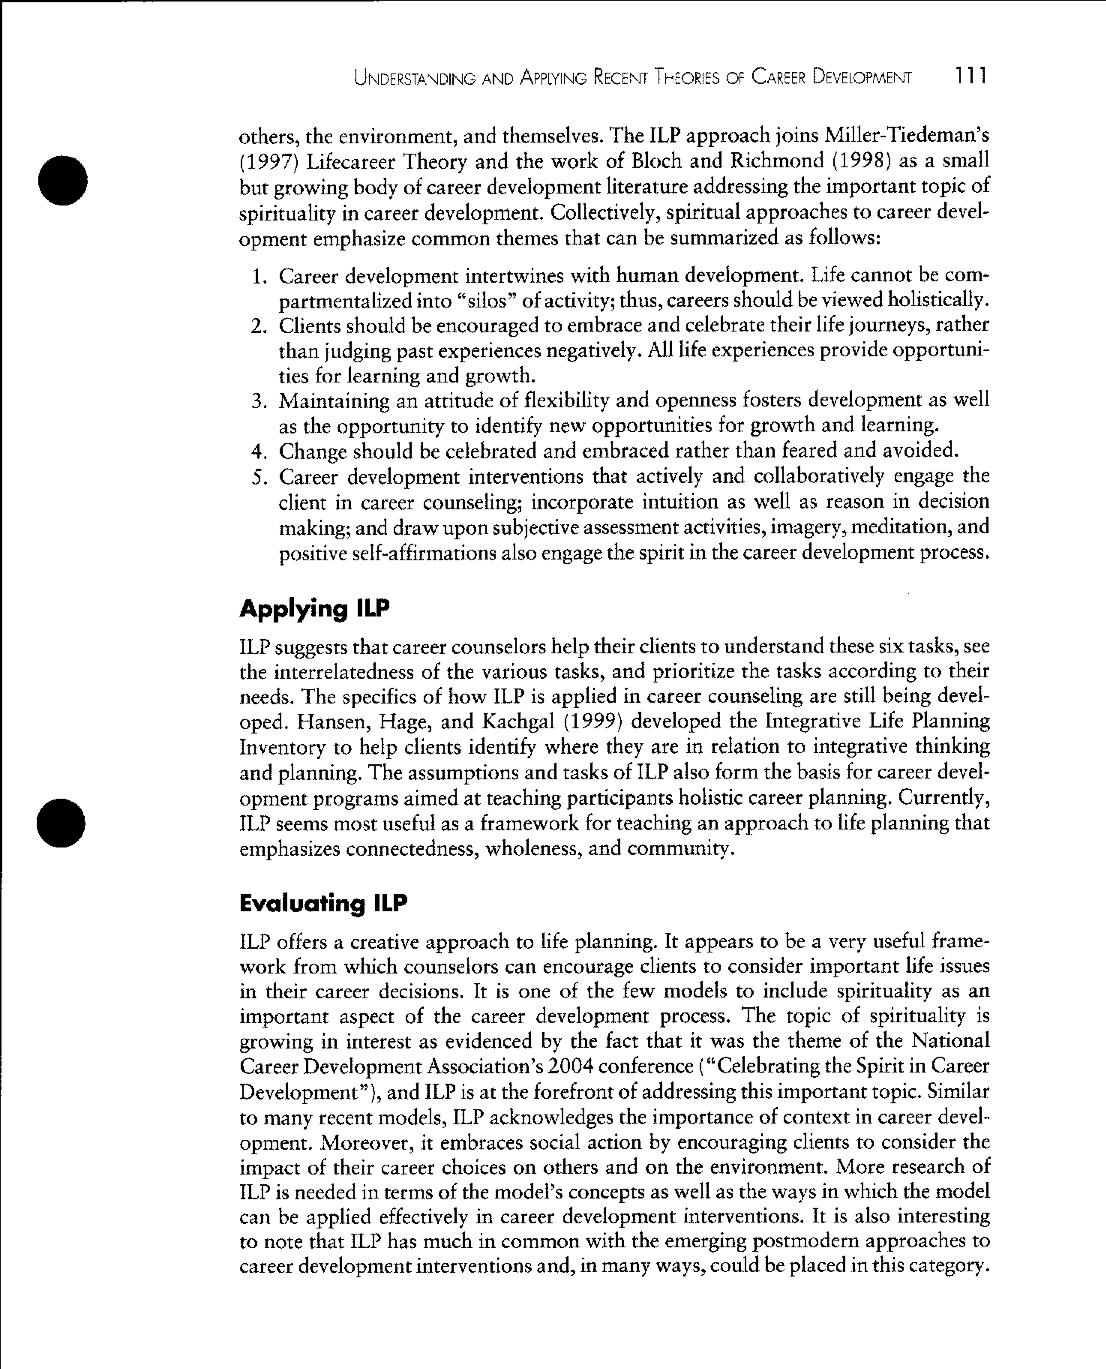 UNDERSTANDING AND APPLYING RECENT THEORIES OF CAREER DEVELOPMENT 111
others, the environment, and themselves. The ILP approach joins Miller-Tiedeman's
(1997) Lifecareer Theory and the work of Bloch and Richmond (1998) as a small
but growing body of career development literature addressing the important topic of
spirituality in career development. Collectively, spiritual approaches to career devel-
opment emphasize common themes that can be summarized as follows:
1. Career development intertwines with human development. Life cannot be com-
partmentalized into "silos" of activity; thus, careers should be viewed holistically.
2. Clients should be encouraged to embrace and celebrate their life journeys, rather
than judging past experiences negatively. All life experiences provide opportuni-
ties for learning and growth.
3. Maintaining an attitude of flexibility and openness fosters development as well
as the opportunity to identify new opportunities for growth and learning.
4. Change should be celebrated and embraced rather than feared and avoided.
5. Career development interventions that actively and collaboratively engage the
client in career counseling; incorporate intuition as well as reason in decision
making; and draw upon subjective assessment activities, imagery, meditation, and
positive self-affirmations also engage the spirit in the career development process.
Applying ILP
ILP suggests that career counselors help their clients to understand these six tasks, see
the interrelatedness of the various tasks, and prioritize the tasks according to their
needs. The specifics of how ILP is applied in career counseling are still being devel-
oped. Hansen, Hage, and Kachgal (1999) developed the Integrative Life Planning
Inventory to help clients identify where they are in relation to integrative thinking
and planning. The assumptions and tasks of ILP also form the basis for career devel-
opment programs aimed at teaching participants holistic career planning. Currently,
ILP seems most useful as a framework for teaching an approach to life planning that
emphasizes connectedness, wholeness, and community.
Evaluating ILP
ILP offers a creative approach to life planning. It appears to be a very useful frame-
work from which counselors can encourage clients to consider important life issues
in their career decisions. It is one of the few models to include spirituality as an
important aspect of the career development process. The topic of spirituality is
growing in interest as evidenced by the fact that it was the theme of the National
Career Development Association's 2004 conference ("Celebrating the Spirit in Career
Development"), and ILP is at the forefront of addressing this important topic. Similar
to many recent models, ILP acknowledges the importance of context in career devel-
opment. Moreover, it embraces social action by encouraging clients to consider the
impact of their career choices on others and on the environment. More research of
ILP is needed in terms of the model's concepts as well as the ways in which the model
can be applied effectively in career development interventions. It is also interesting
to note that ILP has much in common with the emerging postmodern approaches to
career development interventions and, in many ways, could be placed in this category.